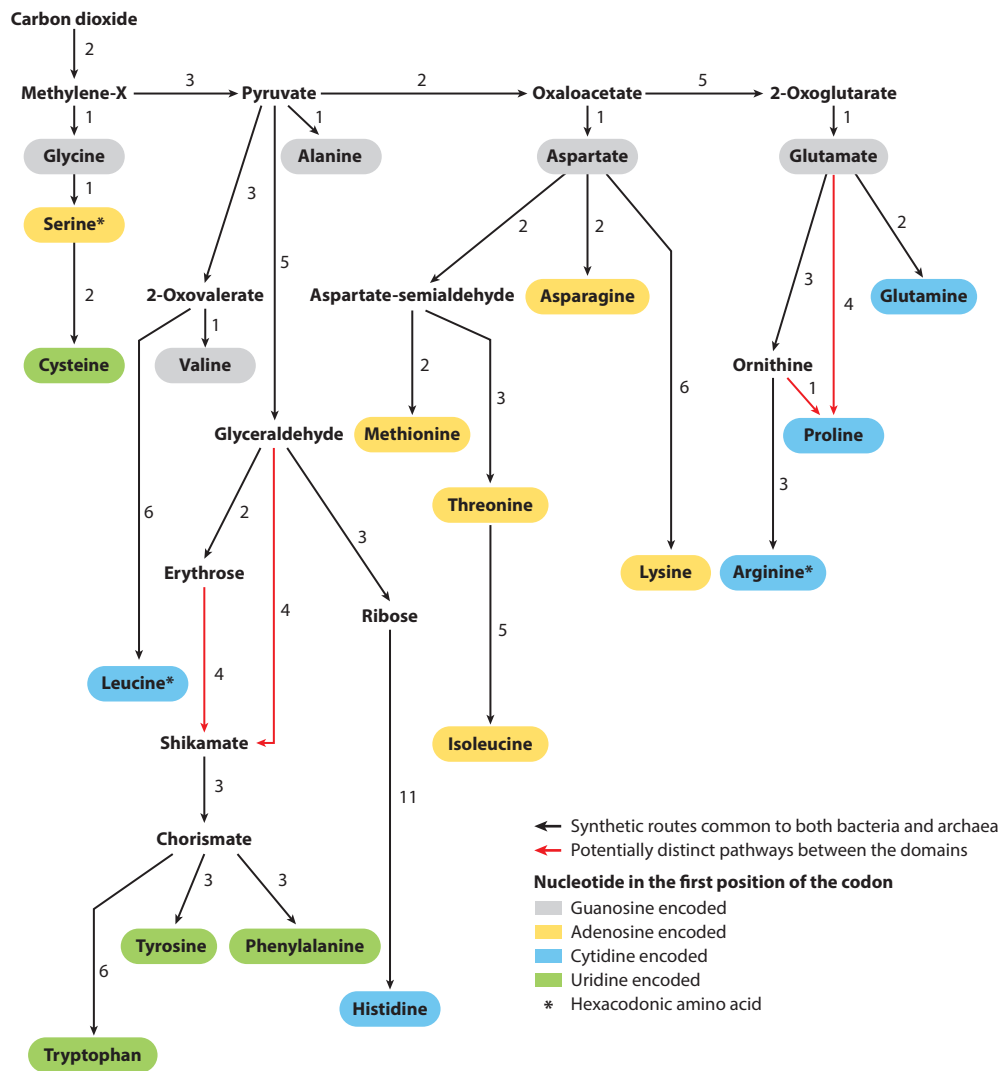 Carbon dioxide
2
Methylene-X
3
Pyruvate
2
Oxaloacetate
5
2-Oxoglutarate
1
1
1
1
Glycine
Alanine
Aspartate
Glutamate
1
3
Serine*
2
2
2
5
3
2-Oxovalerate
Aspartate-semialdehyde
Asparagine
Glutamine
2
4
1
Cysteine
Valine
Ornithine
2
6
1
3
Glyceraldehyde
Methionine
Proline
3
6
2
3
Threonine
Erythrose
Lysine
Arginine*
4
Ribose
5
4
Leucine*
Shikamate
Isoleucine
3
11
Chorismate
Synthetic routes common to both bacteria and archaea
Potentially distinct pathways between the domains
3
3
Nucleotide in the first position of the codon
Guanosine encoded
Tyrosine
Phenylalanine
Adenosine encoded
6
Cytidine encoded
Uridine encoded
Histidine
* Hexacodonic amino acid
Tryptophan